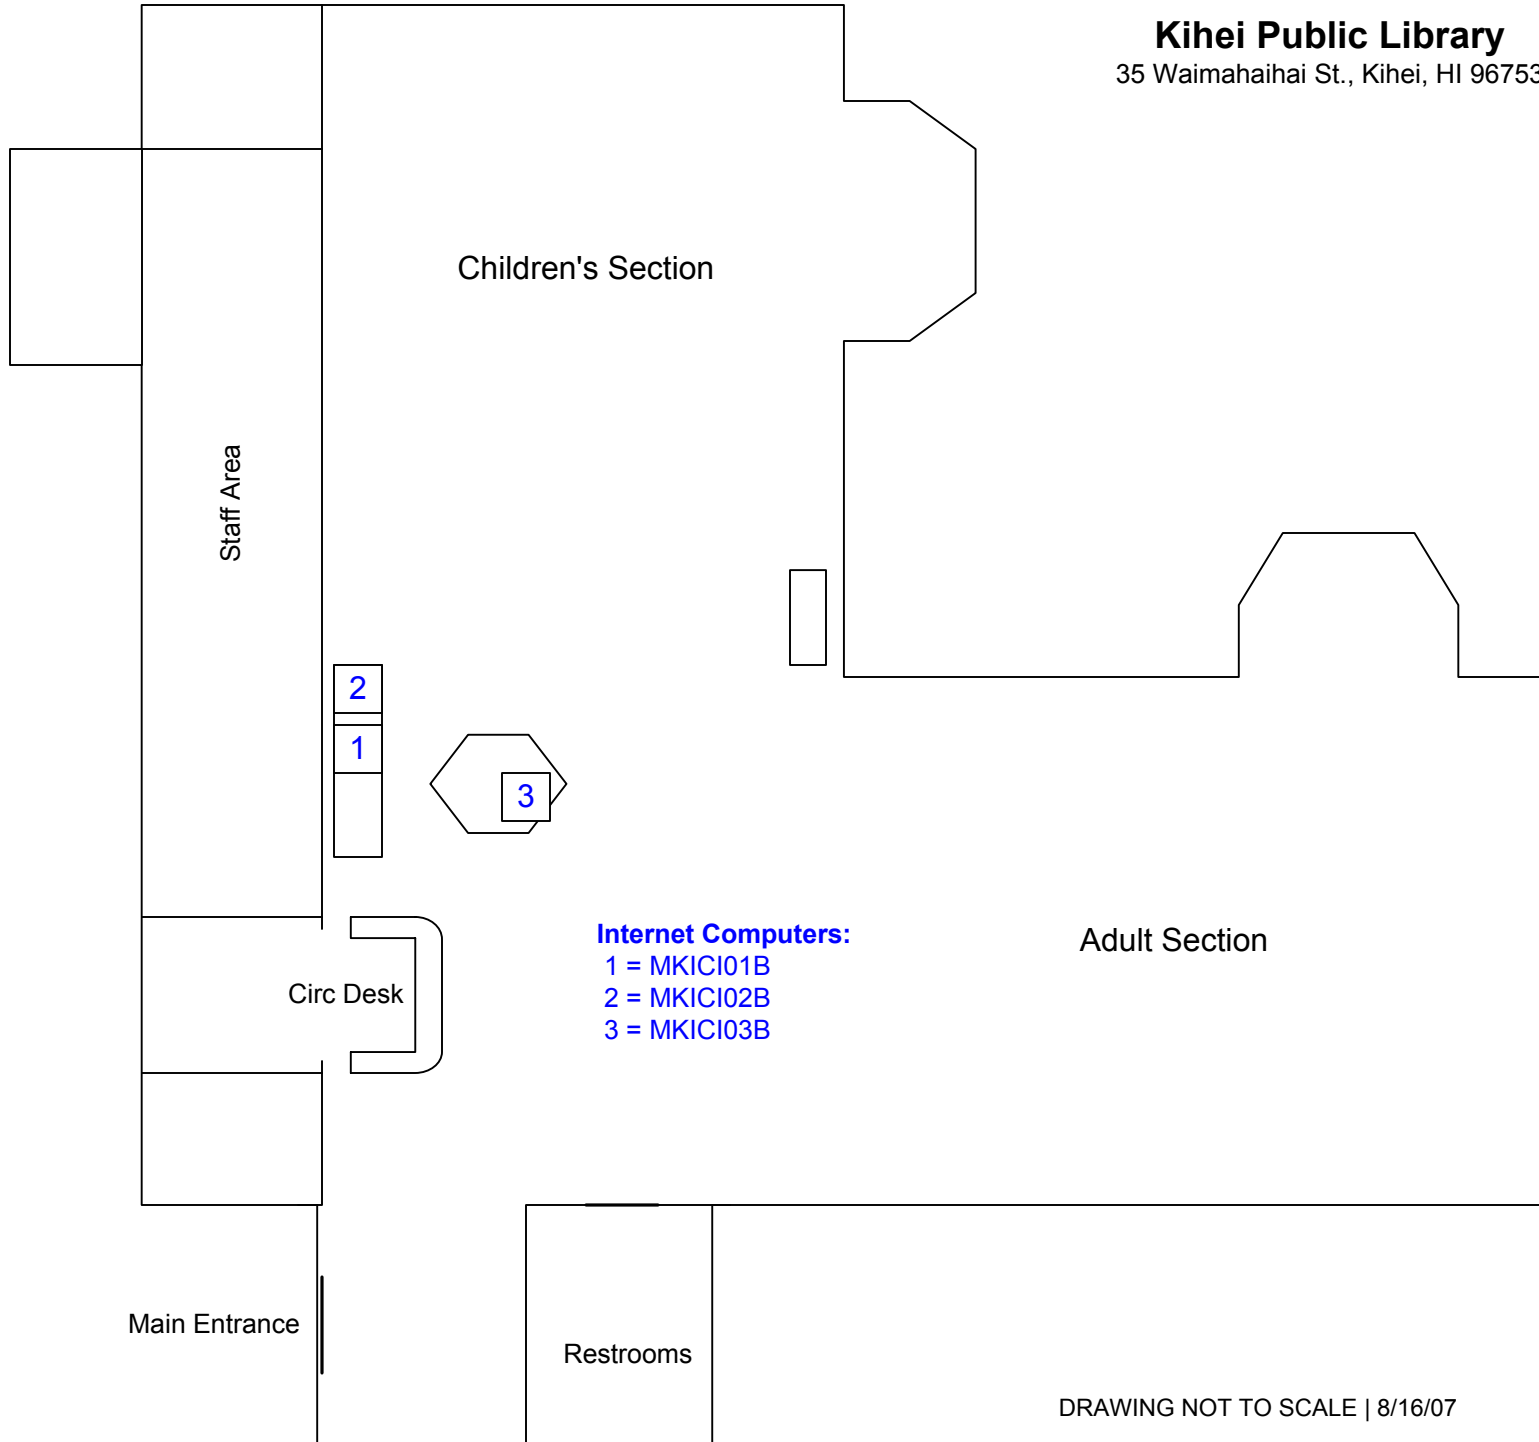 Kihei Public Library
35 Waimahaihai St., Kihei, HI 96753
Children's Section
Staff Area
2
1
3
Internet Computers:
1 = MKICI01B
2 = MKICI02B
3 = MKICI03B
Adult Section
Circ Desk
Main Entrance
Restrooms
DRAWING NOT TO SCALE | 8/16/07